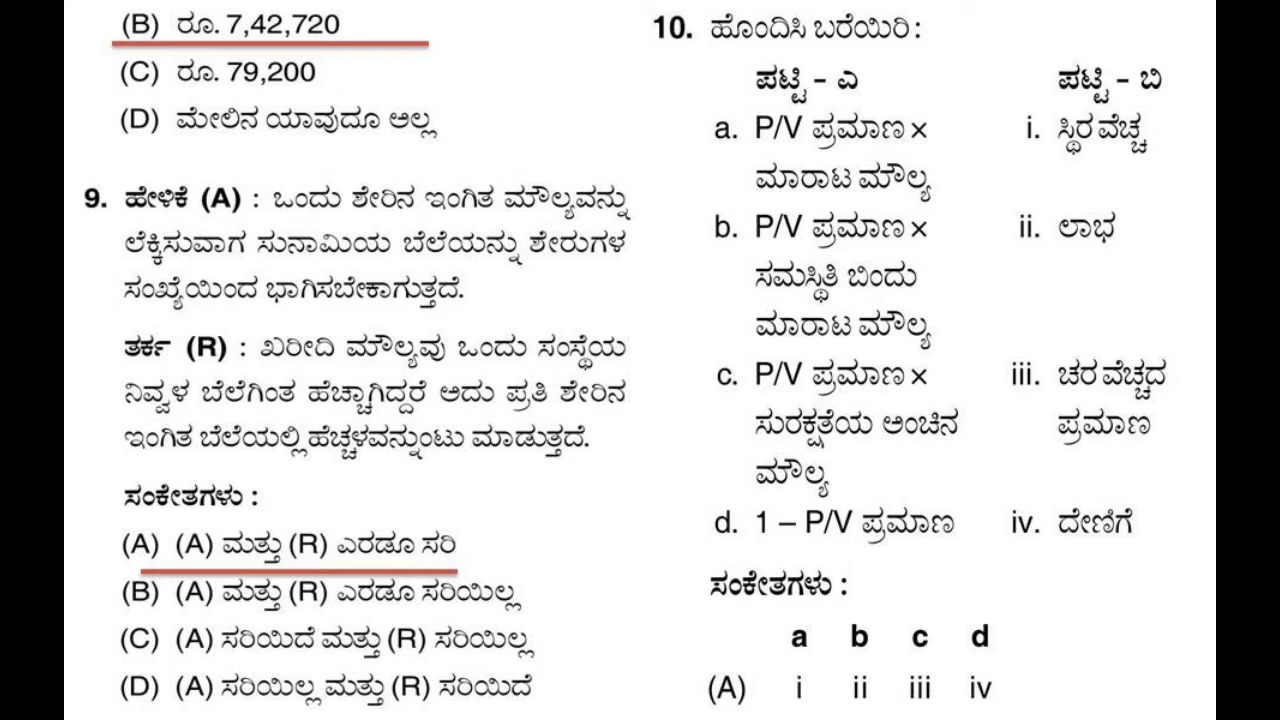 (B) ರೂ. 7,42,720
(C) ರೂ. 79,200
(D) ಮೇಲಿನ ಯಾವುದೂ ಅಲ್ಲ
9. ಹೇಳಿಕೆ (A) : ಒಂದು ಶೇರಿನ ಇಂಗಿತ ಮೌಲ್ಯವನ್ನು
ಲೆಕ್ಕಿಸುವಾಗ ಸುನಾಮಿಯ ಬೆಲೆಯನ್ನು ಶೇರುಗಳ
ಸಂಖ್ಯೆಯಿಂದ ಭಾಗಿಸಬೇಕಾಗುತ್ತದೆ.
ತರ್ಕ (R) : ಖರೀದಿ ಮೌಲ್ಯವು ಒಂದು ಸಂಸ್ಥೆಯ
ನಿವ್ವಳ ಬೆಲೆಗಿಂತ ಹೆಚ್ಚಾಗಿದ್ದರೆ ಅದು ಪ್ರತಿ ಶೇರಿನ
ಇಂಗಿತ ಬೆಲೆಯಲ್ಲಿ ಹೆಚ್ಚಳವನ್ನುಂಟು ಮಾಡುತ್ತದೆ.
ಸಂಕೇತಗಳು :
(A) (A) ಮತ್ತು (R) ಎರಡೂ ಸರಿ
(B) (A) ಮತ್ತು (R) ಎರಡೂ ಸರಿಯಿಲ್ಲ
(C) (A) ಸರಿಯಿದೆ ಮತ್ತು (R) ಸರಿಯಿಲ್ಲ
(D) (A) ಸರಿಯಿಲ್ಲ ಮತ್ತು (R) ಸರಿಯಿದೆ
10. ಹೊಂದಿಸಿ ಬರೆಯಿರಿ :
ಪಟ್ಟಿ – ಎ ಪಟ್ಟಿ – ಬಿ
a. P/V ಪ್ರಮಾಣ × i. ಸ್ಥಿರ ವೆಚ್ಚ
ಮಾರಾಟ ಮೌಲ್ಯ
b. P/V ಪ್ರಮಾಣ × ii. ಲಾಭ
ಸಮಸ್ಥಿತಿ ಬಿಂದು
ಮಾರಾಟ ಮೌಲ್ಯ
c. P/V ಪ್ರಮಾಣ × iii. ಚರ ವೆಚ್ಚದ
ಸುರಕ್ಷತೆಯ ಅಂಚಿನ ಪ್ರಮಾಣ
ಮೌಲ್ಯ
d. 1 – P/V ಪ್ರಮಾಣ iv. ದೇಣಿಗೆ
ಸಂಕೇತಗಳು :
a b c d
(A) i ii iii iv